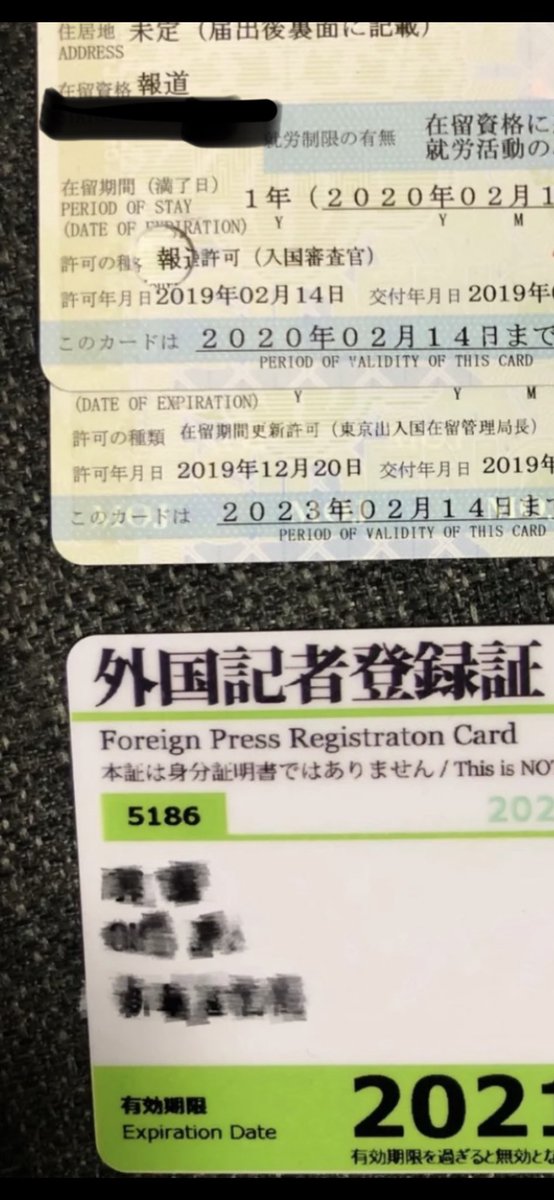 住居地 未定（届出後裏面に記載）
ADDRESS
在留資格 報道
就労制限の有無 在留資格に
就労活動の
在留期間（満了日）
PERIOD OF STAY 1年（2020年02月1
(DATE OF EXPIRATION) Y Y M
許可の種 報道許可（入国審査官）
許可年月日 2019年02月14日 交付年月日 2019年
このカードは 2020年02月14日まで
PERIOD OF VALIDITY OF THIS CARD
(DATE OF EXPIRATION) Y Y M
許可の種類 在留期間更新許可（東京出入国在留管理局長）
許可年月日 2019年12月20日 交付年月日 2019年
このカードは 2023年02月14日ま
PERIOD OF VALIDITY OF THIS CARD
外国記者登録証
Foreign Press Registraton Card
本証は身分証明書ではありません / This is NOT
5186 202
有効期限 2021
Expiration Date
有効期限を過ぎると無効とな